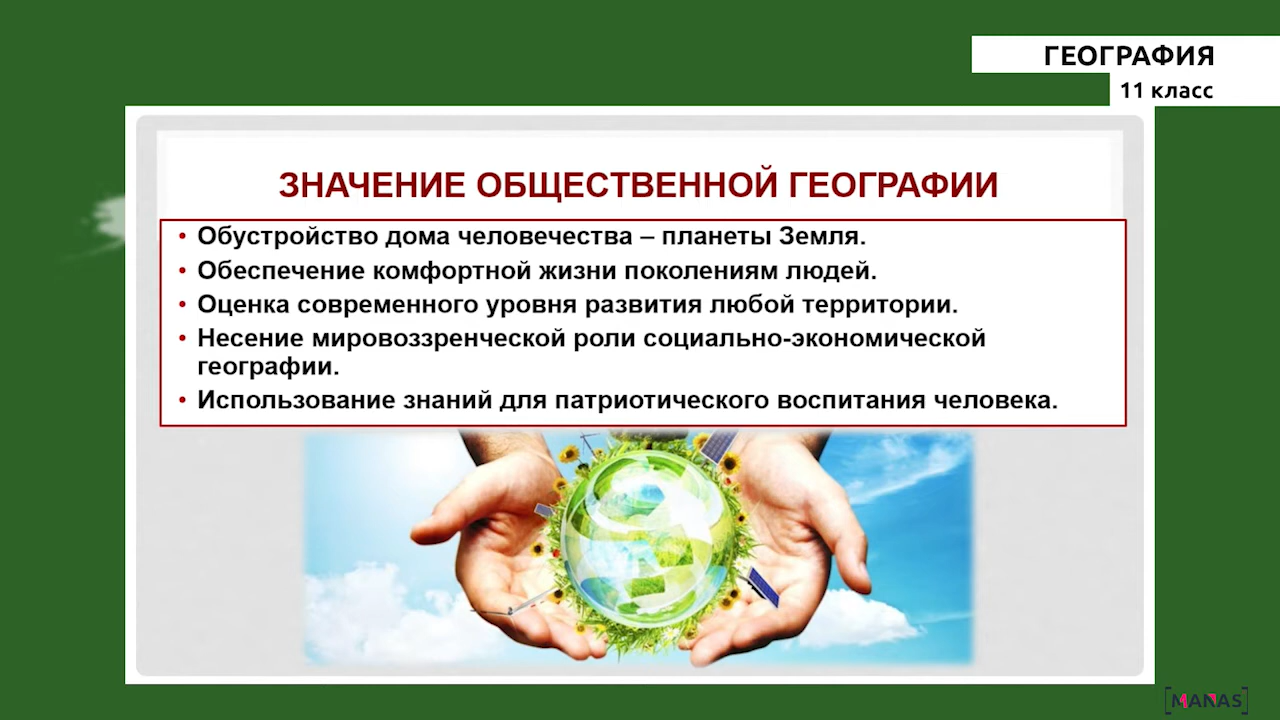 ГЕОГРАФИЯ
11 класс
ЗНАЧЕНИЕ ОБЩЕСТВЕННОЙ ГЕОГРАФИИ
• Обустройство дома человечества – планеты Земля.
• Обеспечение комфортной жизни поколениям людей.
• Оценка современного уровня развития любой территории.
• Несение мировоззренческой роли социально-экономической
географии.
• Использование знаний для патриотического воспитания человека.
[MANAS]